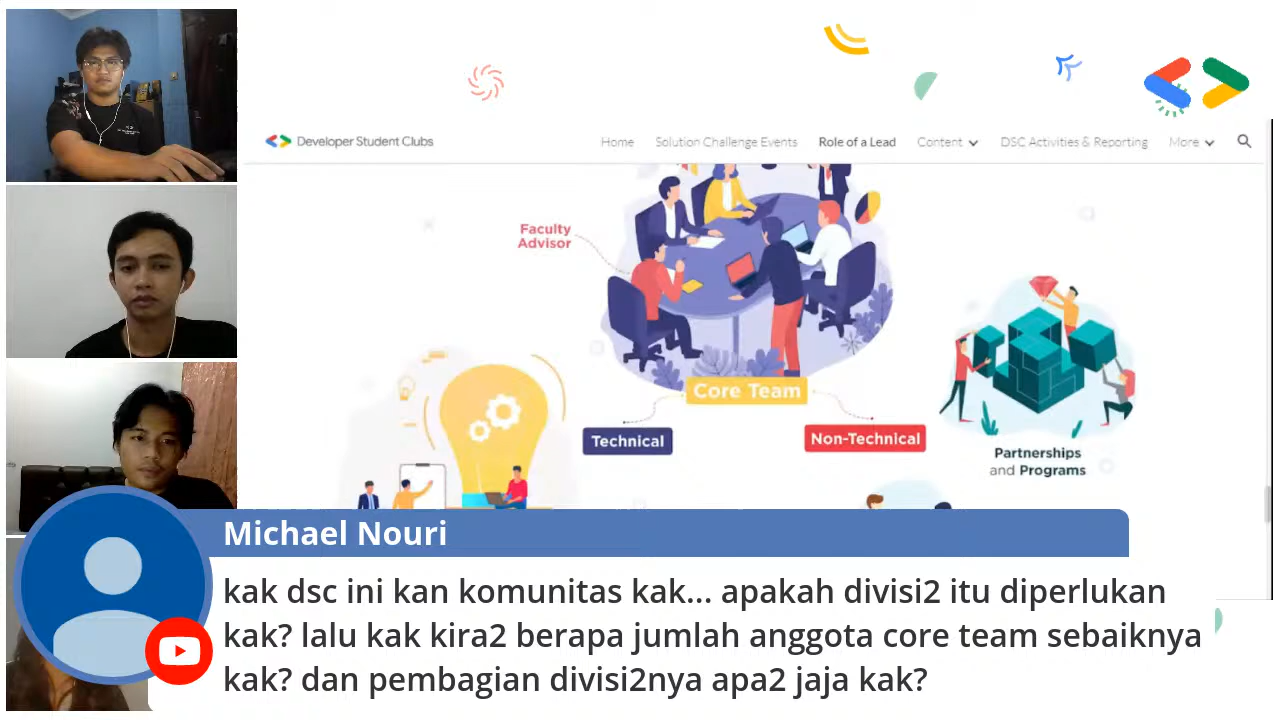 Developer Student Clubs
Home Solution Challenge Events Role of a Lead Content DSC Activities & Reporting More
Faculty
Advisor
Core Team
Technical
Non-Technical
Partnerships
and Programs
Michael Nouri
kak dsc ini kan komunitas kak... apakah divisi2 itu diperlukan
kak? lalu kak kira2 berapa jumlah anggota core team sebaiknya
kak? dan pembagian divisi2nya apa2 jaja kak?